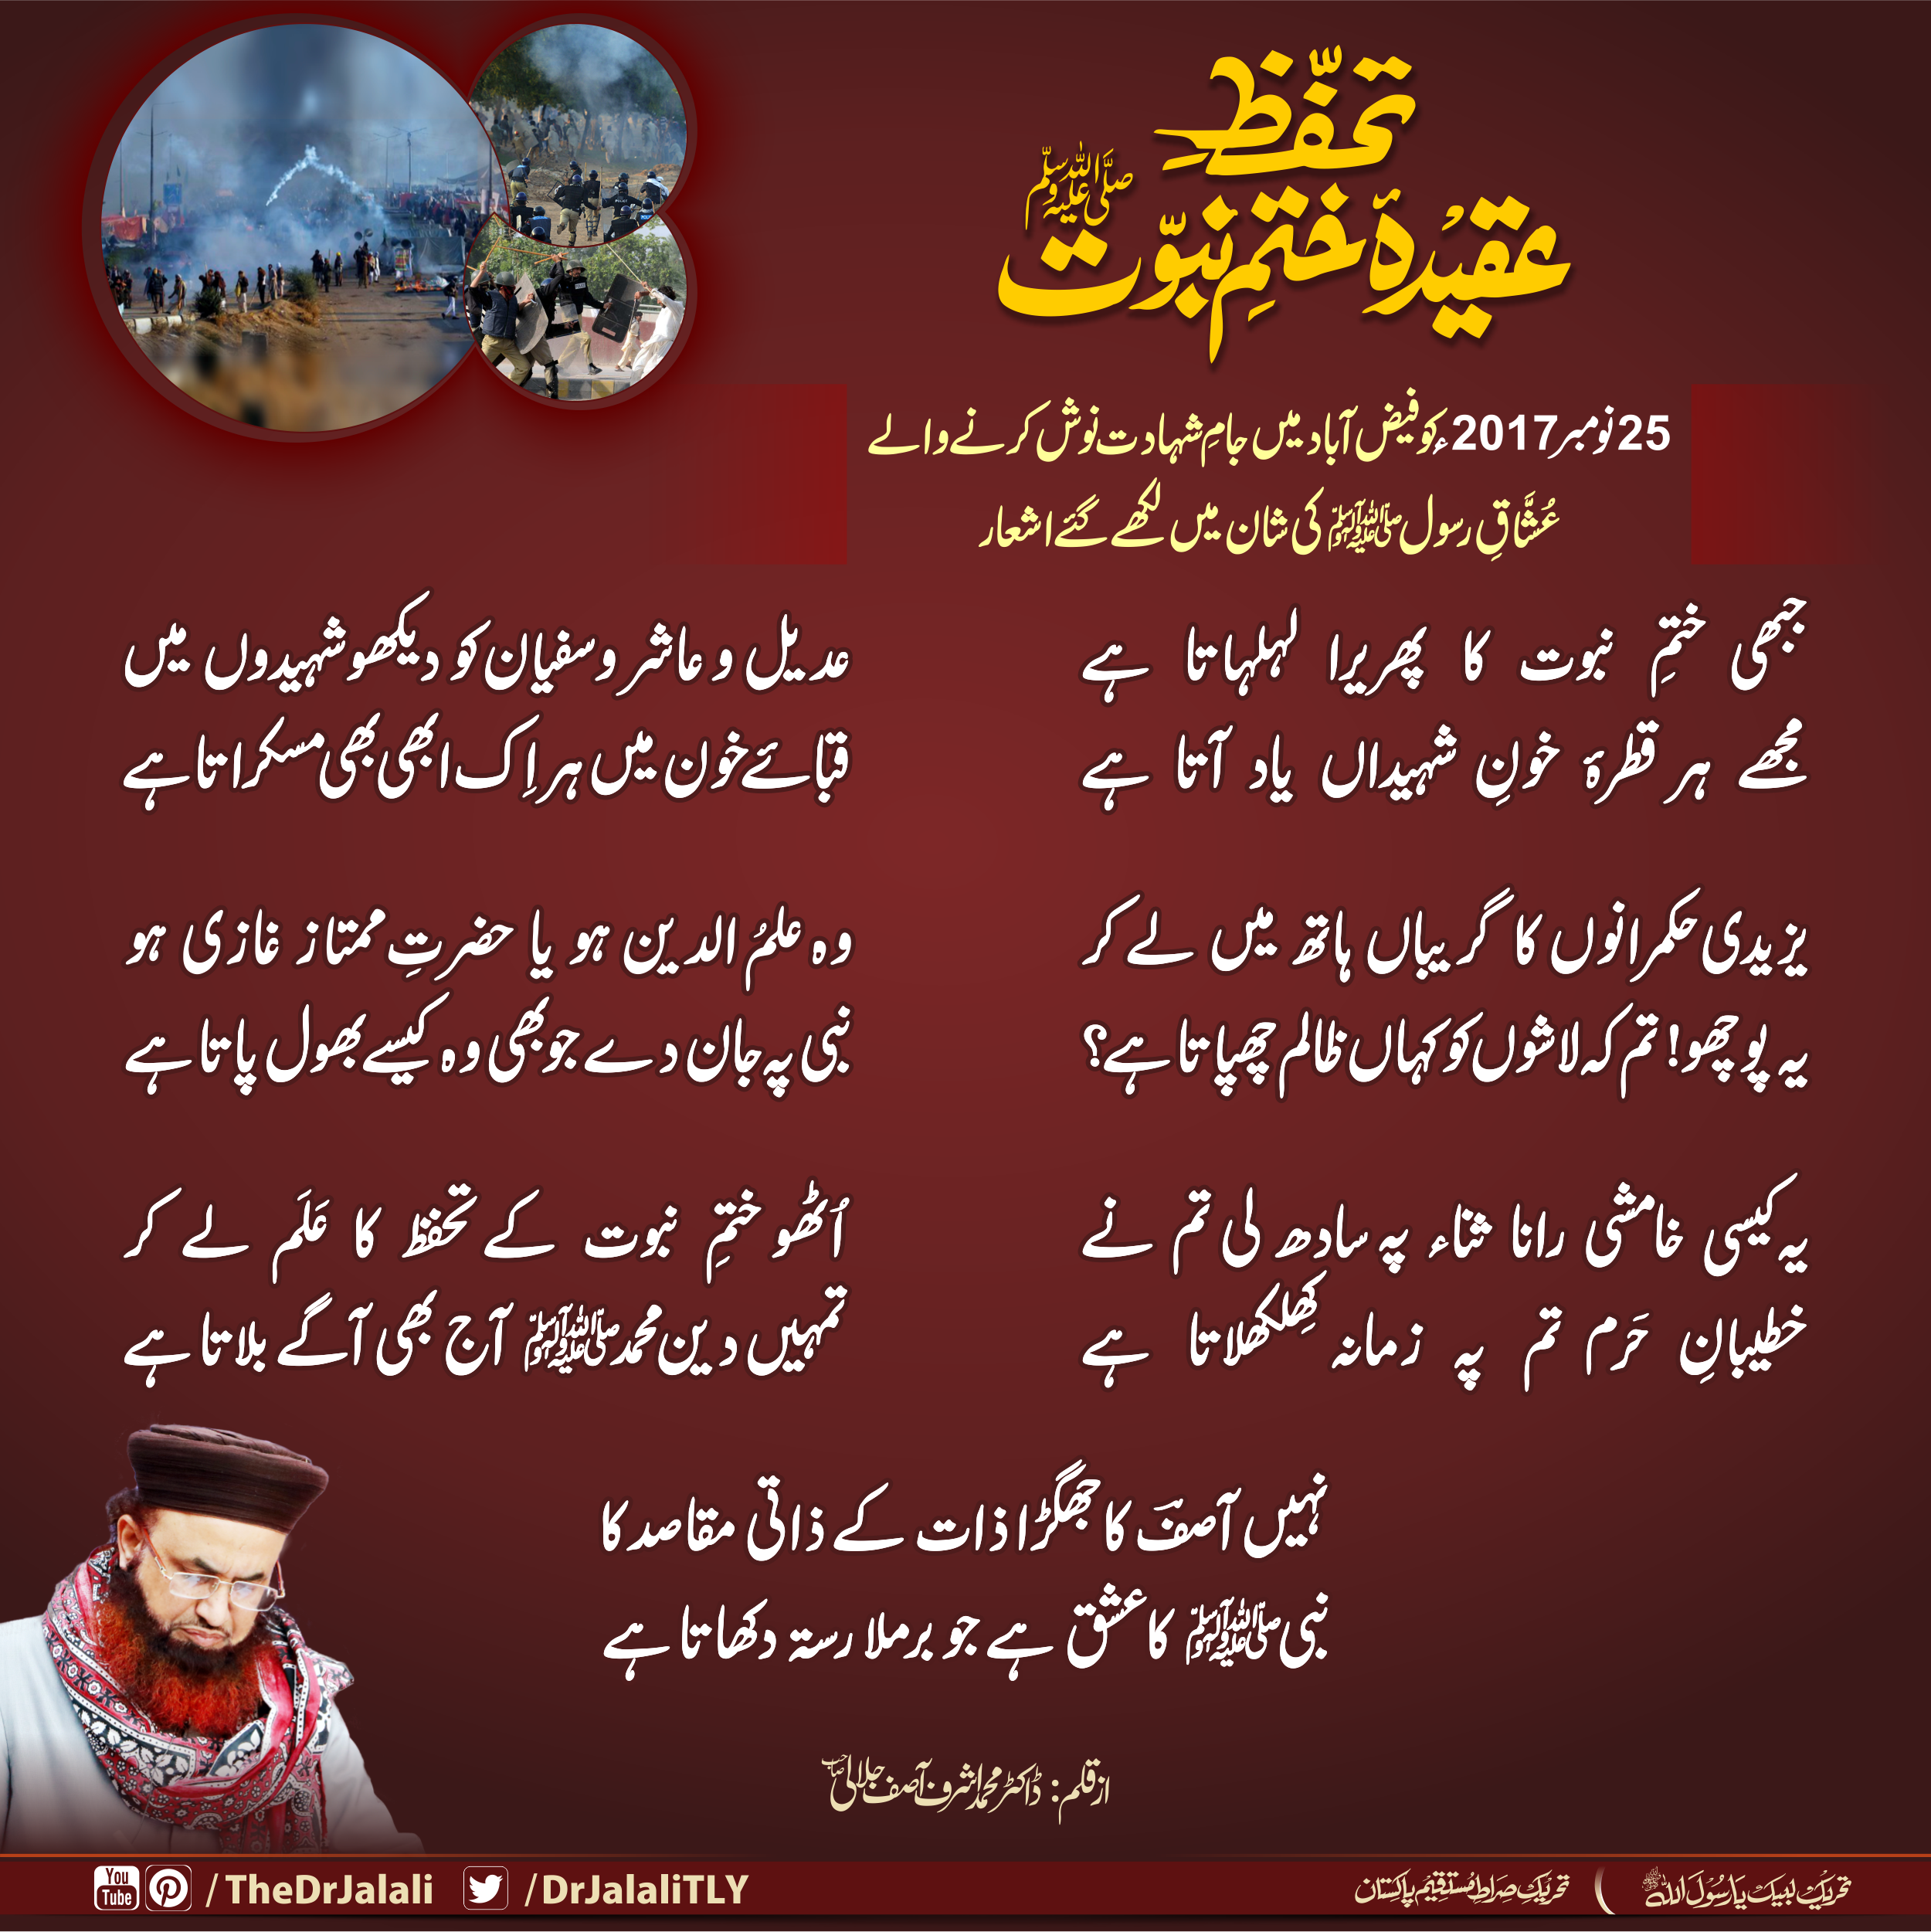 تحفّظِ
عقیدۂ ختمِ نبوّت ﷺ
25 نومبر 2017ء کو فیض آباد میں جامِ شہادت نوش کرنے والے
عُشَّاقِ رسول ﷺ کی شان میں لکھے گئے اشعار
جبھی ختمِ نبوت کا پھریرا لہلہاتا ہے
مجھے ہر قطرۂ خونِ شہیداں یاد آتا ہے
عدیل و عاشر و سفیان کو دیکھو شہیدوں میں
قبائے خون میں ہر اِک ابھی بھی مسکراتا ہے
یزیدی حکمرانوں کا گریباں ہاتھ میں لے کر
یہ پوچھو! تم کہ لاشوں کو کہاں ظالم چھپاتا ہے؟
وہ علمُ الدین ہو یا حضرتِ ممتاز غازی ہو
نبی پہ جان دے جو بھی وہ کیسے بھول پاتا ہے
یہ کیسی خامشی رانا ثناء پہ سادھ لی تم نے
خطیبانِ حَرم تم پہ زمانہ کھِلکھلاتا ہے
اُٹھو ختمِ نبوت کے تحفظ کا عَلَم لے کر
تمہیں دین محمد ﷺ آج بھی آگے بلاتا ہے
نہیں آصفؔ کا جھگڑا ذات کے ذاتی مقاصد کا
نبی ﷺ کا عشق ہے جو برملا رستہ دکھاتا ہے
از قلم: ڈاکٹر محمد اشرف آصف جلالی صاحب
You Tube /TheDrJalali /DrJalaliTLY
تحریک لبیک یا رسول اللہ ﷺ ) تحریک صراط مستقیم پاکستان